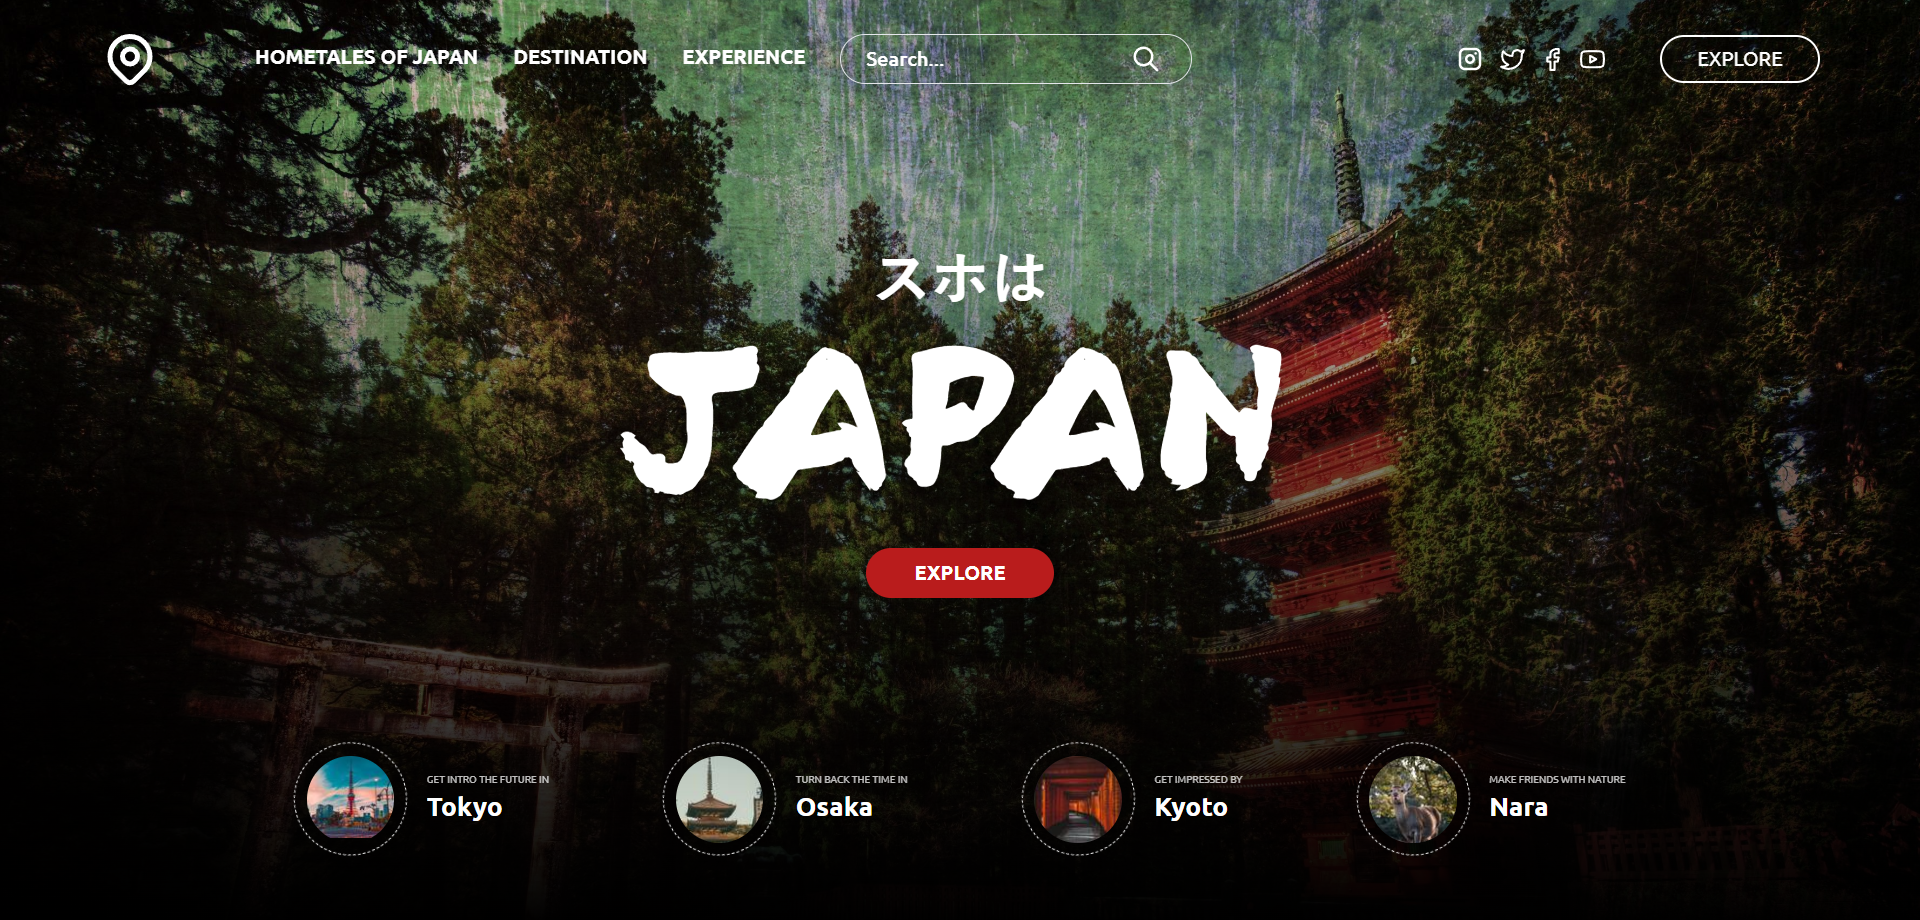 HOMETALES OF JAPAN DESTINATION EXPERIENCE Search... EXPLORE
スホは
JAPAN
EXPLORE
GET INTRO THE FUTURE IN
Tokyo
TURN BACK THE TIME IN
Osaka
GET IMPRESSED BY
Kyoto
MAKE FRIENDS WITH NATURE
Nara